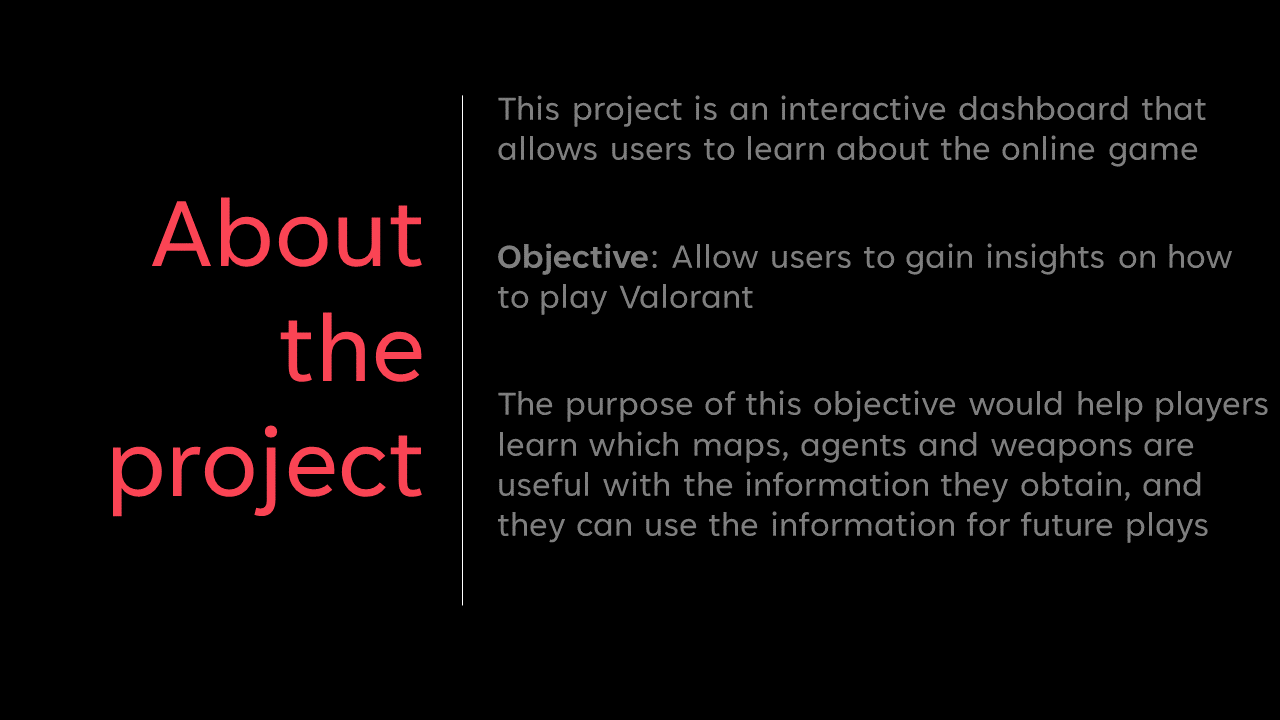 About
the
project
This project is an interactive dashboard that
allows users to learn about the online game
Objective: Allow users to gain insights on how
to play Valorant
The purpose of this objective would help players
learn which maps, agents and weapons are
useful with the information they obtain, and
they can use the information for future plays